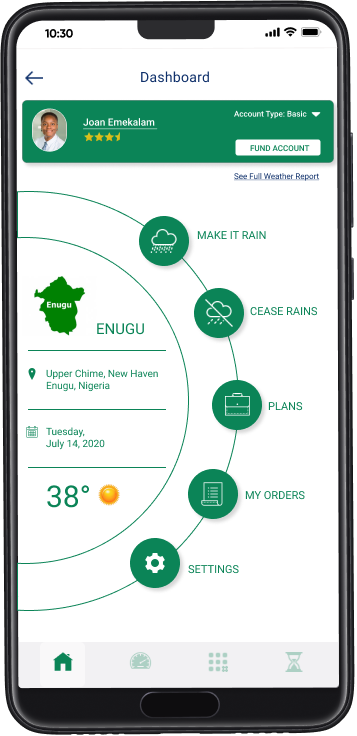 10:30
Dashboard
Joan Emekalam
Account Type: Basic
FUND ACCOUNT
See Full Weather Report
MAKE IT RAIN
CEASE RAINS
Enugu
ENUGU
Upper Chime, New Haven
Enugu, Nigeria
PLANS
Tuesday,
July 14, 2020
38°
MY ORDERS
SETTINGS